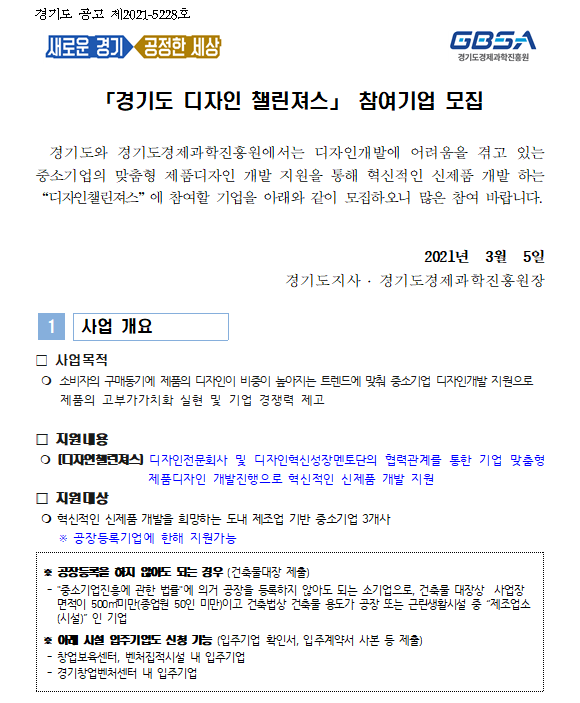 경기도 공고 제2021-5228호
새로운 경기 공정한 세상
GBSA
경기도경제과학진흥원
「경기도 디자인 챌린져스」 참여기업 모집
경기도와 경기도경제과학진흥원에서는 디자인개발에 어려움을 겪고 있는
중소기업의 맞춤형 제품디자인 개발 지원을 통해 혁신적인 신제품 개발 하는
“디자인챌린져스” 에 참여할 기업을 아래와 같이 모집하오니 많은 참여 바랍니다.
2021년 3월 5일
경기도지사 · 경기도경제과학진흥원장
1 사업 개요
□ 사업목적
❍ 소비자의 구매동기에 제품의 디자인이 비중이 높아지는 트렌드에 맞춰 중소기업 디자인개발 지원으로
제품의 고부가가치화 실현 및 기업 경쟁력 제고
□ 지원내용
❍ [디자인챌린져스] 디자인전문회사 및 디자인혁신성장멘토단의 협력관계를 통한 기업 맞춤형
제품디자인 개발진행으로 혁신적인 신제품 개발 지원
□ 지원대상
❍ 혁신적인 신제품 개발을 희망하는 도내 제조업 기반 중소기업 3개사
※ 공장등록기업에 한해 지원가능
※ 공장등록을 하지 않아도 되는 경우 (건축물대장 제출)
- “중소기업진흥에 관한 법률”에 의거 공장을 등록하지 않아도 되는 소기업으로, 건축물 대장상 사업장
면적이 500㎡미만(종업원 50인 미만)이고 건축법상 건축물 용도가 공장 또는 근린생활시설 중 “제조업소
(시설)” 인 기업
※ 아래 시설 입주기업도 신청 가능 (입주기업 확인서, 입주계약서 사본 등 제출)
- 창업보육센터, 벤처집적시설 내 입주기업
- 경기창업벤처센터 내 입주기업